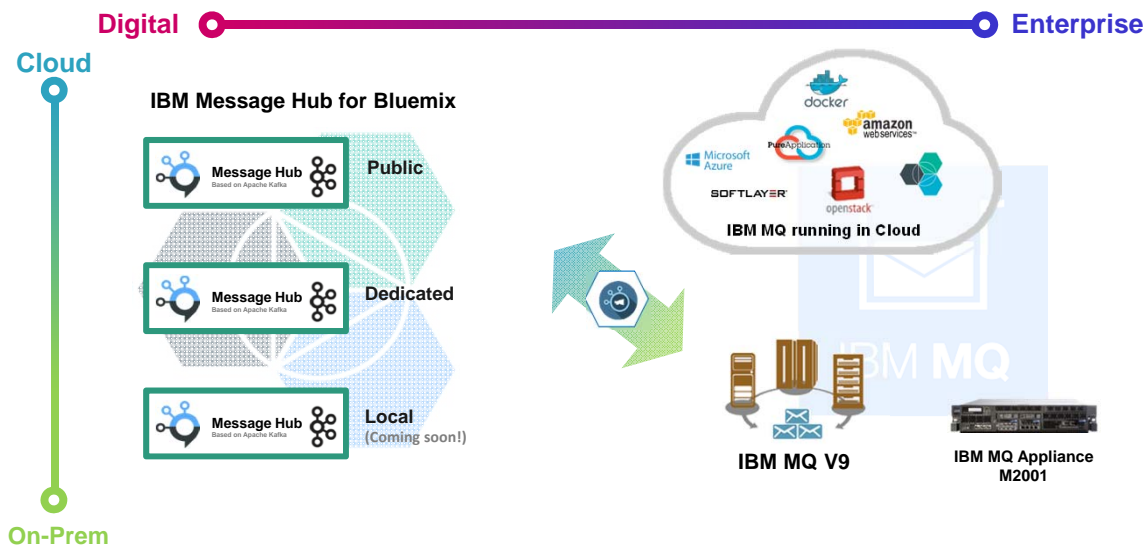 Digital
Enterprise
Cloud
IBM Message Hub for Bluemix
Message Hub
Based on Apache Kafka
Public
Message Hub
Based on Apache Kafka
Dedicated
Message Hub
Based on Apache Kafka
Local
(Coming soon!)
On-Prem
docker
amazon
webservices™
PureApplication
Microsoft
Azure
SOFTLAYER®
openstack™
IBM MQ running in Cloud
IBM MQ
IBM MQ V9
IBM MQ Appliance
M2001